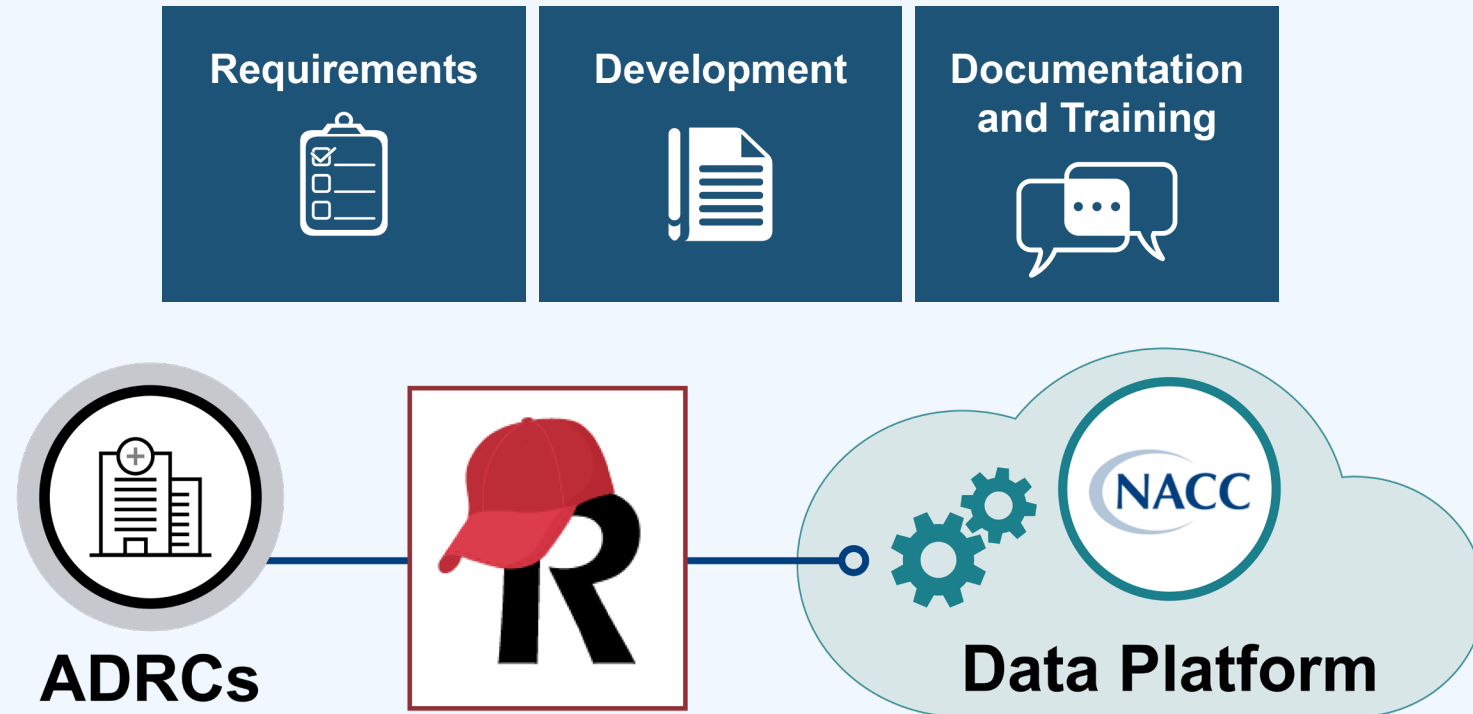 Requirements
Development
Documentation
and Training
R
NACC
ADRCs
Data Platform